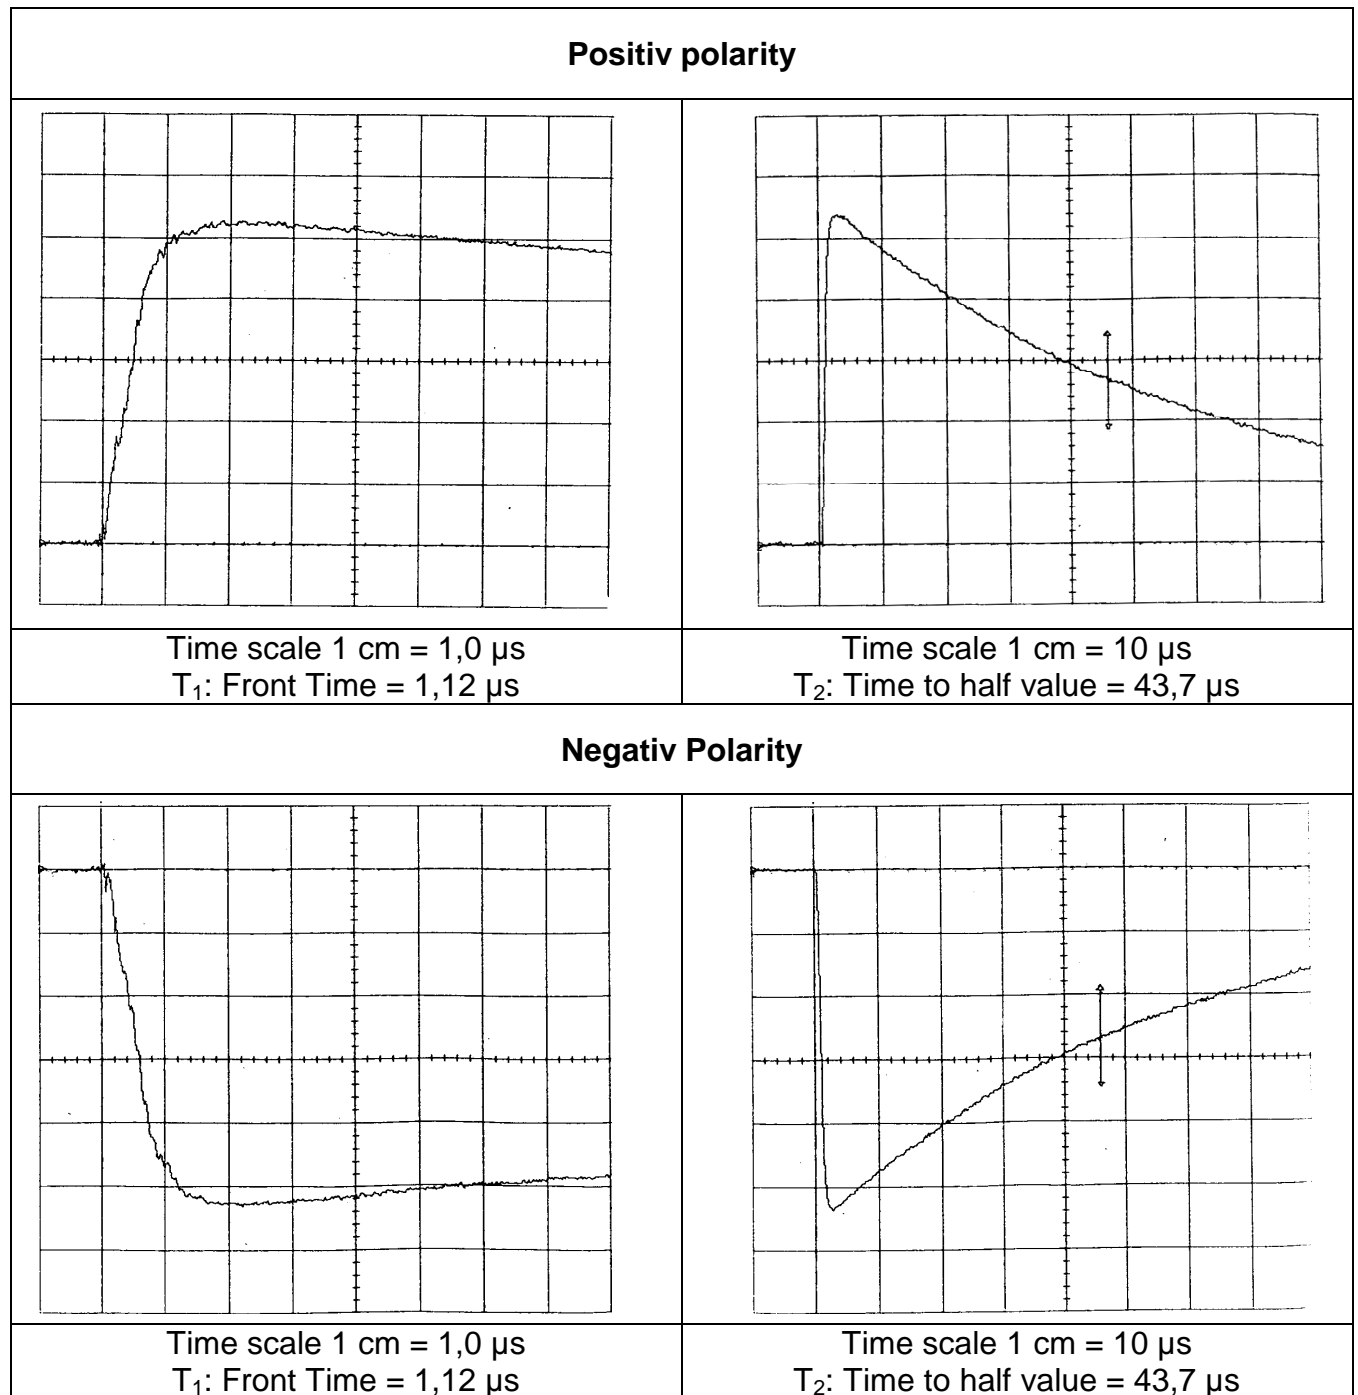 Positiv polarity
Time scale 1 cm = 1,0 µs
T₁: Front Time = 1,12 µs
Time scale 1 cm = 10 µs
T₂: Time to half value = 43,7 µs
Negativ Polarity
Time scale 1 cm = 1,0 µs
T₁: Front Time = 1,12 µs
Time scale 1 cm = 10 µs
T₂: Time to half value = 43,7 µs